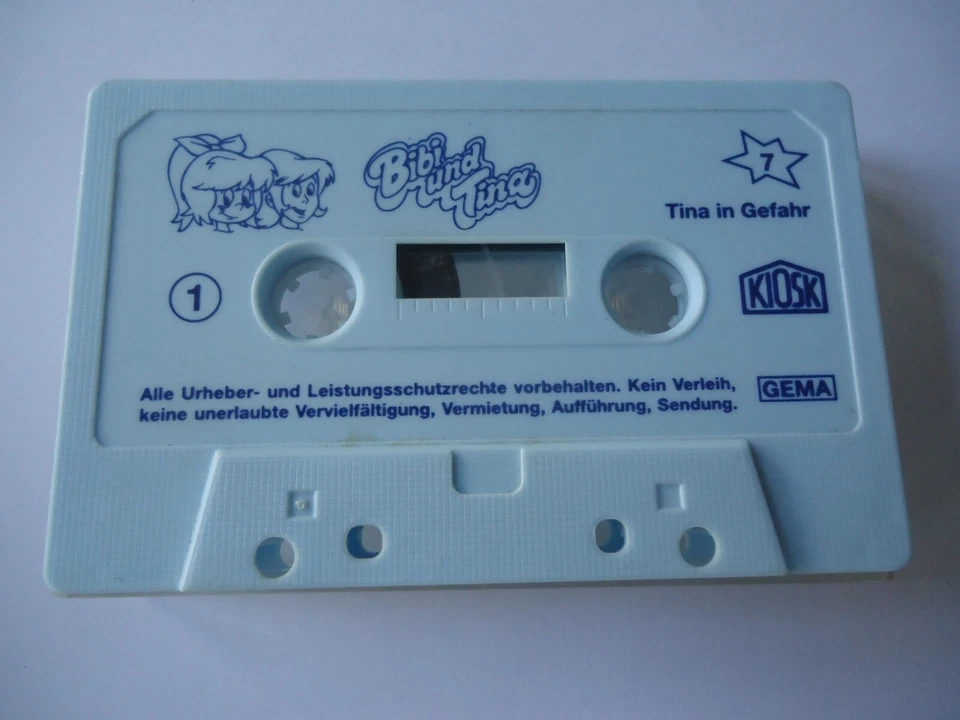 Bibi
und
Tina
7
Tina in Gefahr
1
KIOSK
Alle Urheber- und Leistungsschutzrechte vorbehalten. Kein Verleih,
keine unerlaubte Vervielfältigung, Vermietung, Aufführung, Sendung.
GEMA